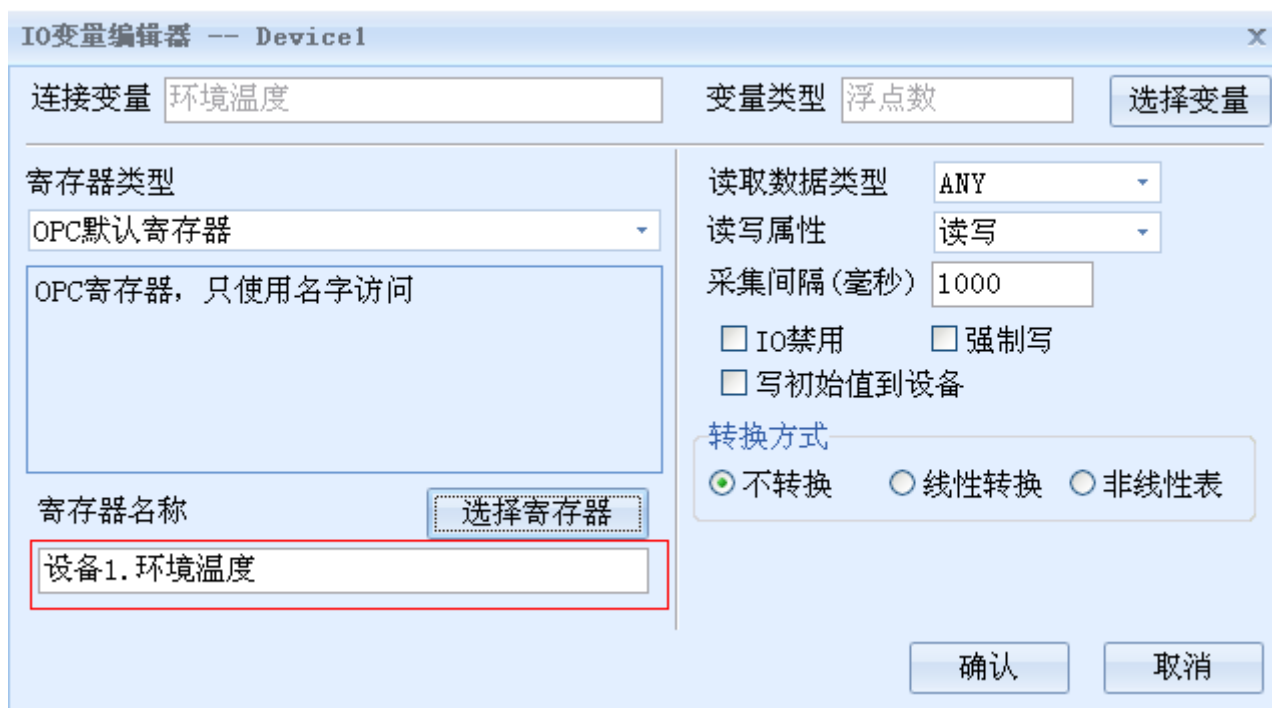 IO变量编辑器 -- Device1 x
连接变量 环境温度 变量类型 浮点数 选择变量
寄存器类型
OPC默认寄存器
OPC寄存器，只使用名字访问
寄存器名称 选择寄存器
设备1.环境温度
读取数据类型 ANY
读写属性 读写
采集间隔(毫秒) 1000
IO禁用 强制写
写初始值到设备
转换方式
不转换 线性转换 非线性表
确认 取消